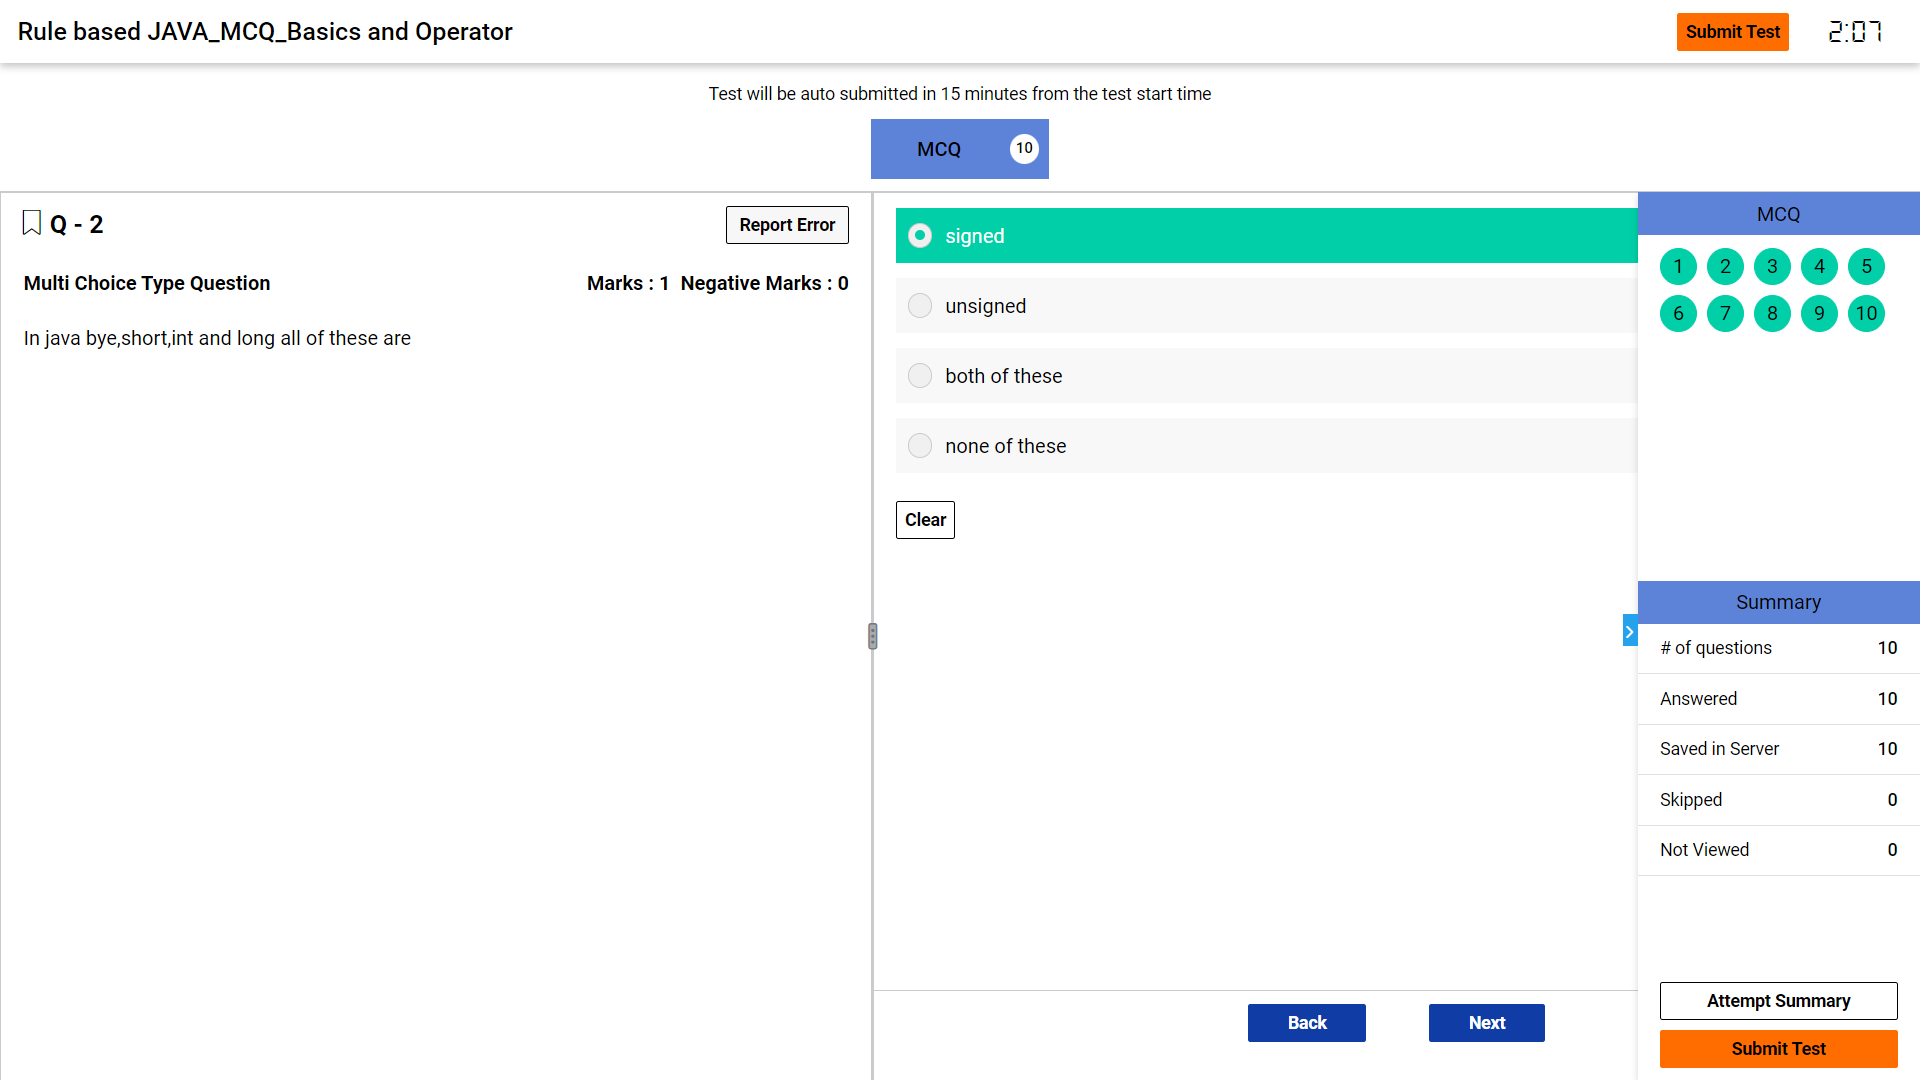 Rule based JAVA_MCQ_Basics and Operator
Submit Test
2:07
Test will be auto submitted in 15 minutes from the test start time
MCQ 10
Q - 2
Report Error
Multi Choice Type Question
Marks : 1 Negative Marks : 0
In java bye,short,int and long all of these are
signed
unsigned
both of these
none of these
Clear
Back
Next
MCQ
1 2 3 4 5
6 7 8 9 10
Summary
# of questions 10
Answered 10
Saved in Server 10
Skipped 0
Not Viewed 0
Attempt Summary
Submit Test